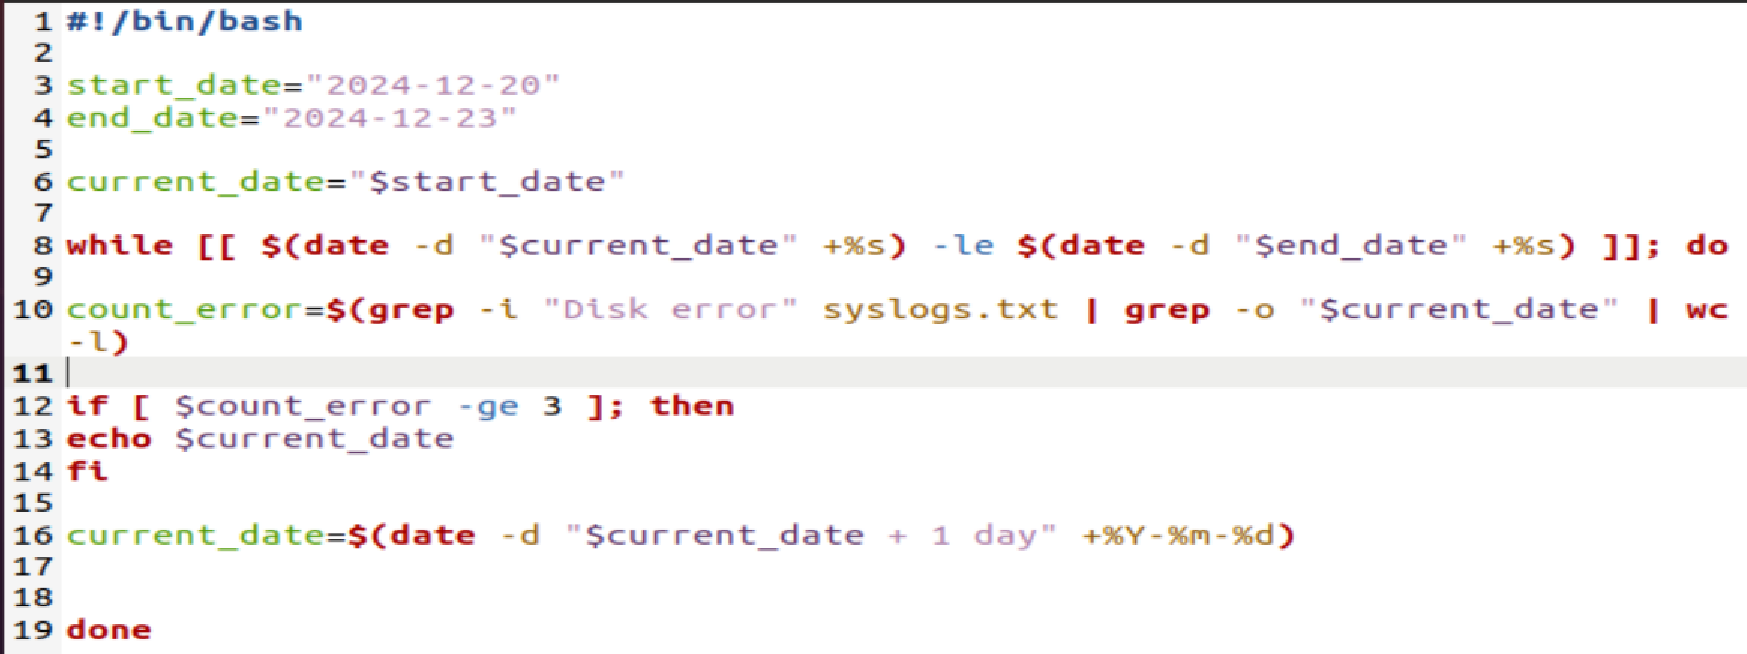 1 #!/bin/bash
2
3 start_date="2024-12-20"
4 end_date="2024-12-23"
5
6 current_date="$start_date"
7
8 while [[ $(date -d "$current_date" +%s) -le $(date -d "$end_date" +%s) ]]; do
9
10 count_error=$(grep -i "Disk error" syslogs.txt | grep -o "$current_date" | wc
-l)
11
12 if [ $count_error -ge 3 ]; then
13 echo $current_date
14 fi
15
16 current_date=$(date -d "$current_date + 1 day" +%Y-%m-%d)
17
18
19 done